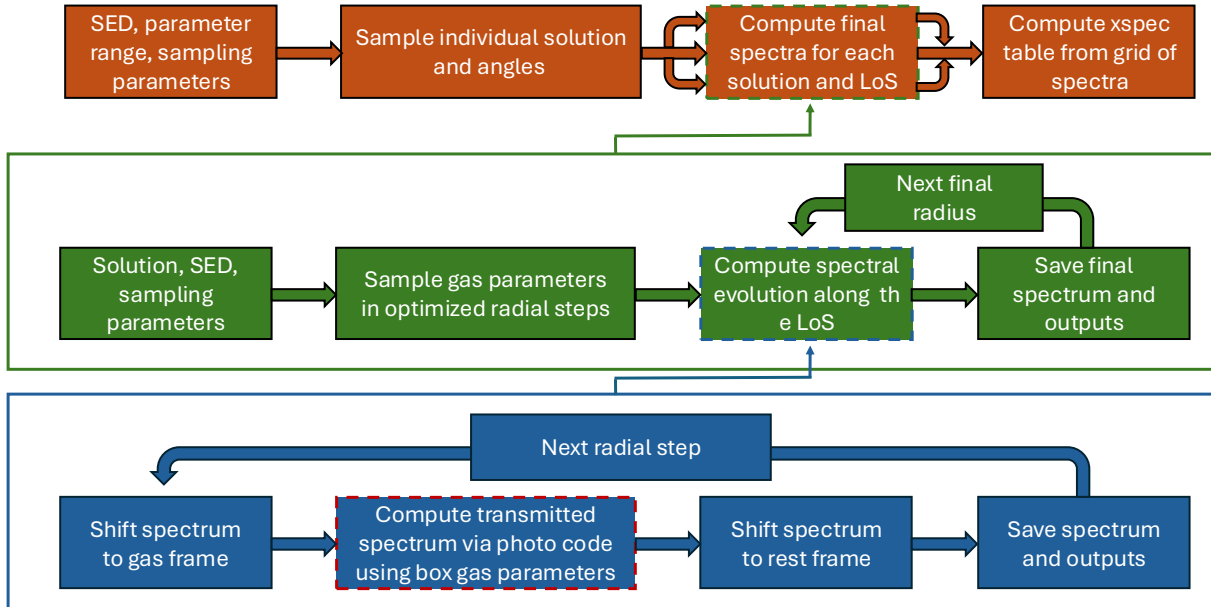 SED, parameter
range, sampling
parameters
Sample individual solution
and angles
Compute final
spectra for each
solution and LoS
Compute xspec
table from grid of
spectra
Next final
radius
Solution, SED,
sampling
parameters
Sample gas parameters
in optimized radial steps
Compute spectral
evolution along th
e LoS
Save final
spectrum and
outputs
Next radial step
Shift spectrum
to gas frame
Compute transmitted
spectrum via photo code
using box gas parameters
Shift spectrum
to rest frame
Save spectrum
and outputs